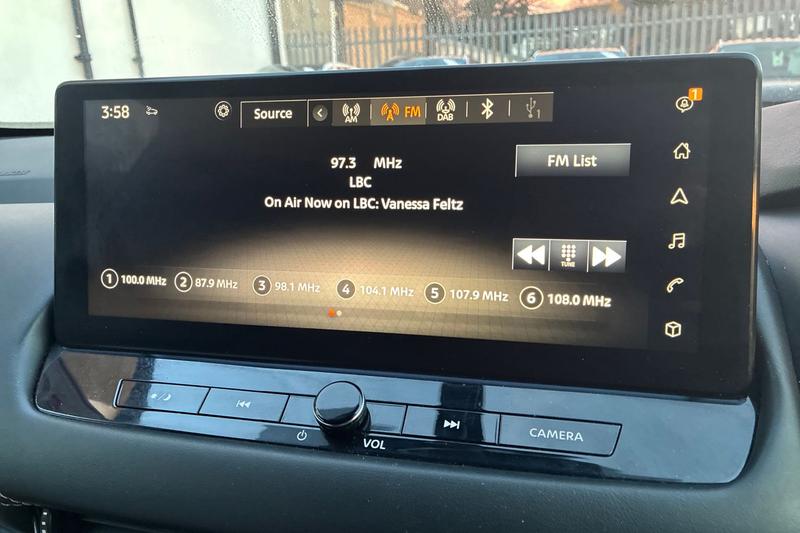 3:58
Source
AM
FM
DAB
1
1
97.3 MHz
FM List
LBC
On Air Now on LBC: Vanessa Feltz
TUNE
1 100.0 MHz
2 87.9 MHz
3 98.1 MHz
4 104.1 MHz
5 107.9 MHz
6 108.0 MHz
VOL
CAMERA